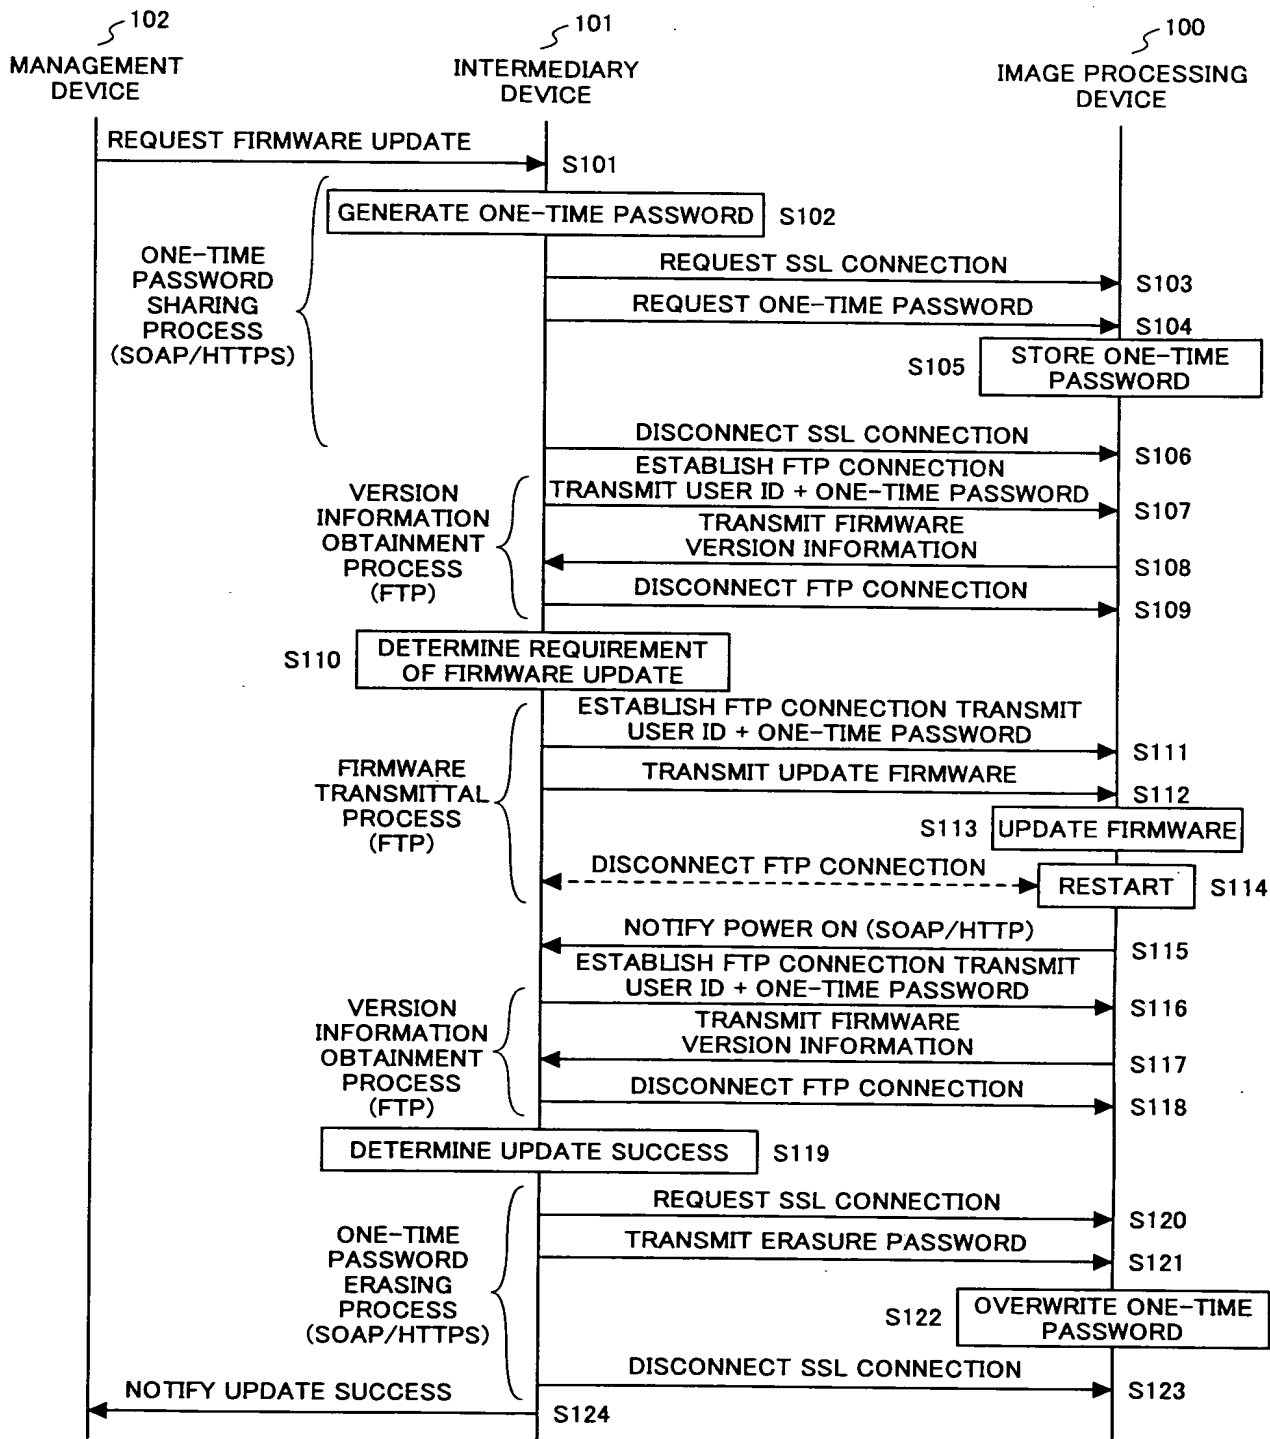 102
101
100
MANAGEMENT
DEVICE
INTERMEDIARY
DEVICE
IMAGE PROCESSING
DEVICE
REQUEST FIRMWARE UPDATE
S101
GENERATE ONE-TIME PASSWORD
S102
ONE-TIME
PASSWORD
SHARING
PROCESS
(SOAP/HTTPS)
REQUEST SSL CONNECTION
S103
REQUEST ONE-TIME PASSWORD
S104
S105
STORE ONE-TIME
PASSWORD
DISCONNECT SSL CONNECTION
S106
VERSION
INFORMATION
OBTAINMENT
PROCESS
(FTP)
ESTABLISH FTP CONNECTION
TRANSMIT USER ID + ONE-TIME PASSWORD
S107
TRANSMIT FIRMWARE
VERSION INFORMATION
S108
DISCONNECT FTP CONNECTION
S109
S110
DETERMINE REQUIREMENT
OF FIRMWARE UPDATE
FIRMWARE
TRANSMITTAL
PROCESS
(FTP)
ESTABLISH FTP CONNECTION TRANSMIT
USER ID + ONE-TIME PASSWORD
S111
TRANSMIT UPDATE FIRMWARE
S112
S113
UPDATE FIRMWARE
DISCONNECT FTP CONNECTION
RESTART
S114
NOTIFY POWER ON (SOAP/HTTP)
S115
VERSION
INFORMATION
OBTAINMENT
PROCESS
(FTP)
ESTABLISH FTP CONNECTION TRANSMIT
USER ID + ONE-TIME PASSWORD
S116
TRANSMIT FIRMWARE
VERSION INFORMATION
S117
DISCONNECT FTP CONNECTION
S118
DETERMINE UPDATE SUCCESS
S119
ONE-TIME
PASSWORD
ERASING
PROCESS
(SOAP/HTTPS)
REQUEST SSL CONNECTION
S120
TRANSMIT ERASURE PASSWORD
S121
S122
OVERWRITE ONE-TIME
PASSWORD
DISCONNECT SSL CONNECTION
S123
NOTIFY UPDATE SUCCESS
S124